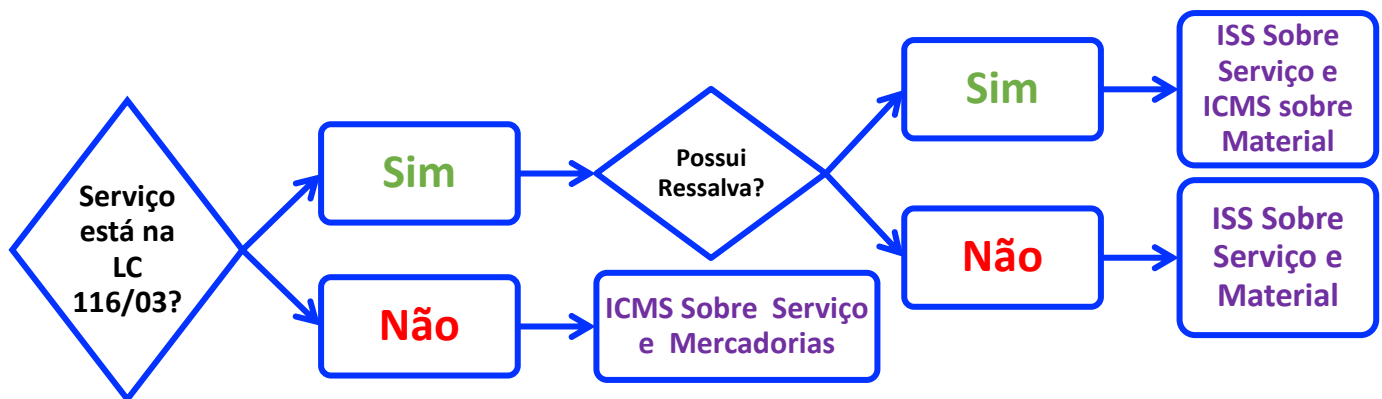 Serviço
está na
LC
116/03?
Sim
Não
Possui
Ressalva?
ICMS Sobre Serviço
e Mercadorias
Sim
Não
ISS Sobre
Serviço e
ICMS sobre
Material
ISS Sobre
Serviço e
Material